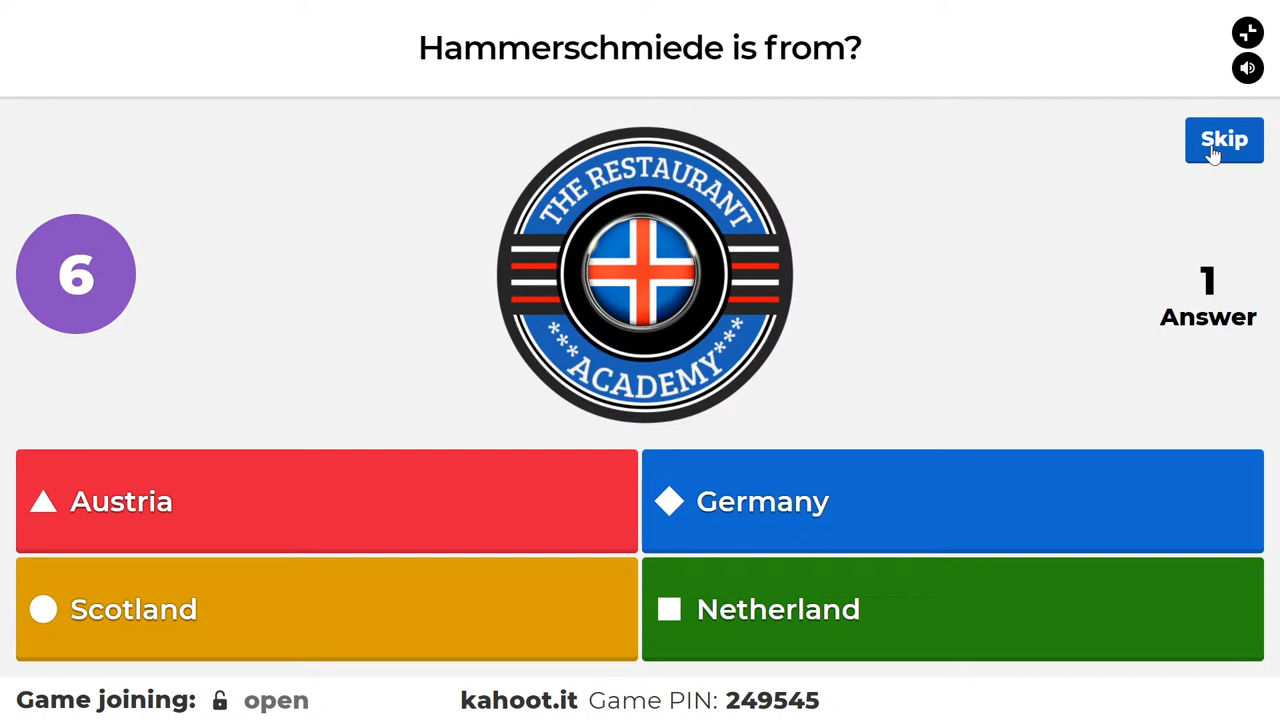 Hammerschmiede is from?
Skip
THE RESTAURANT
***ACADEMY***
6
1
Answer
Austria
Germany
Scotland
Netherland
Game joining: open
kahoot.it Game PIN: 249545